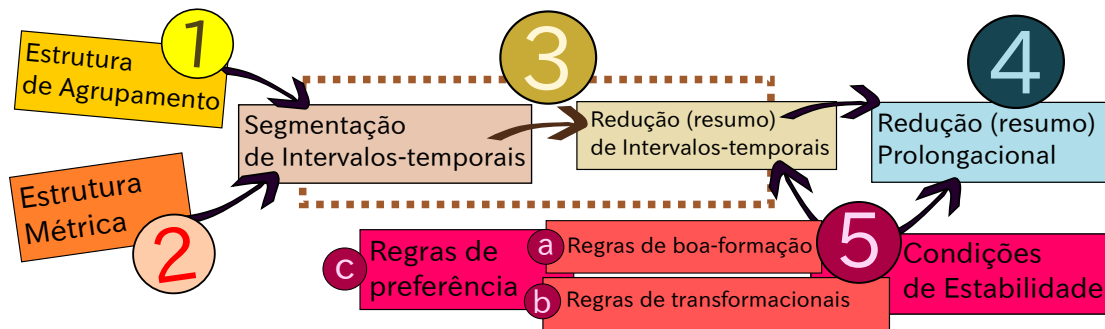 1
Estrutura
de Agrupamento
2
Estrutura
Métrica
3
Segmentação
de Intervalos-temporais
Redução (resumo)
de Intervalos-temporais
4
Redução (resumo)
Prolongacional
5
c
Regras de
preferência
a
Regras de boa-formação
b
Regras de transformacionais
Condições
de Estabilidade